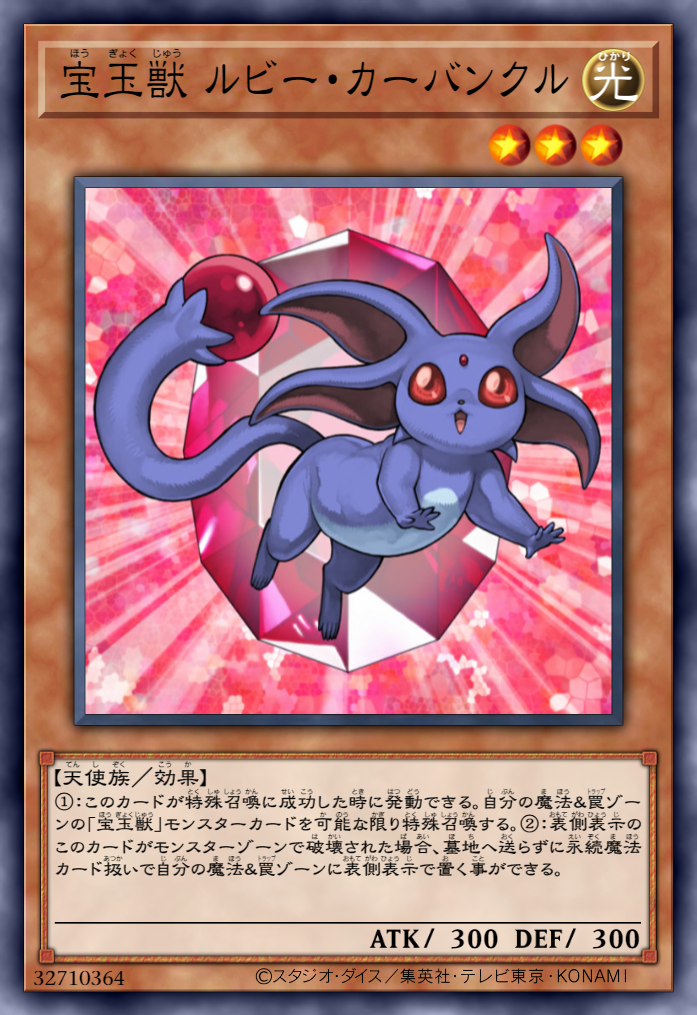 宝玉獣 ルビー・カーバンクル
光
【天使族／効果】
①：このカードが特殊召喚に成功した時に発動できる。自分の魔法&罠ゾー
ンの「宝玉獣」モンスターカードを可能な限り特殊召喚する。②：表側表示の
このカードがモンスターゾーンで破壊された場合、墓地へ送らずに永続魔法
カード扱いで自分の魔法&罠ゾーンに表側表示で置く事ができる。
ATK/ 300 DEF/ 300
32710364 ©スタジオ・ダイス／集英社・テレビ東京・KONAMI